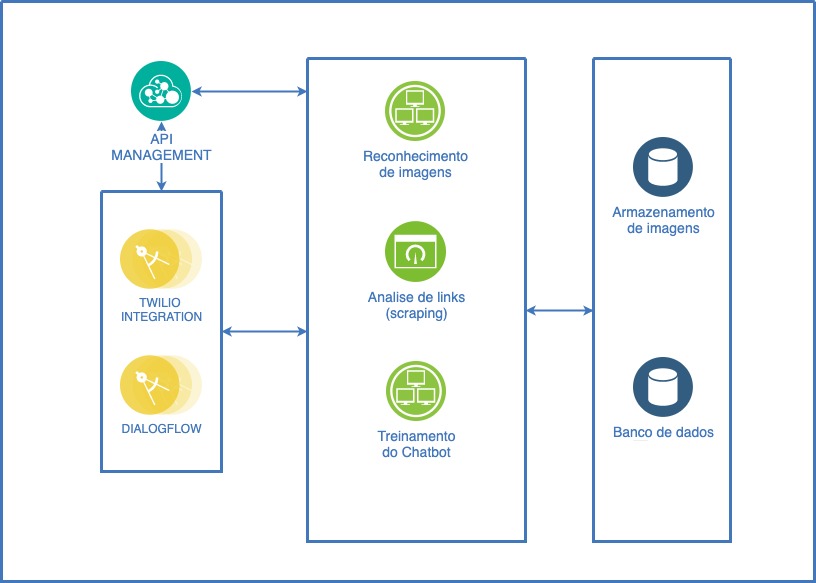 API
MANAGEMENT
TWILIO
INTEGRATION
DIALOGFLOW
Reconhecimento
de imagens
Analise de links
(scraping)
Treinamento
do Chatbot
Armazenamento
de imagens
Banco de dados